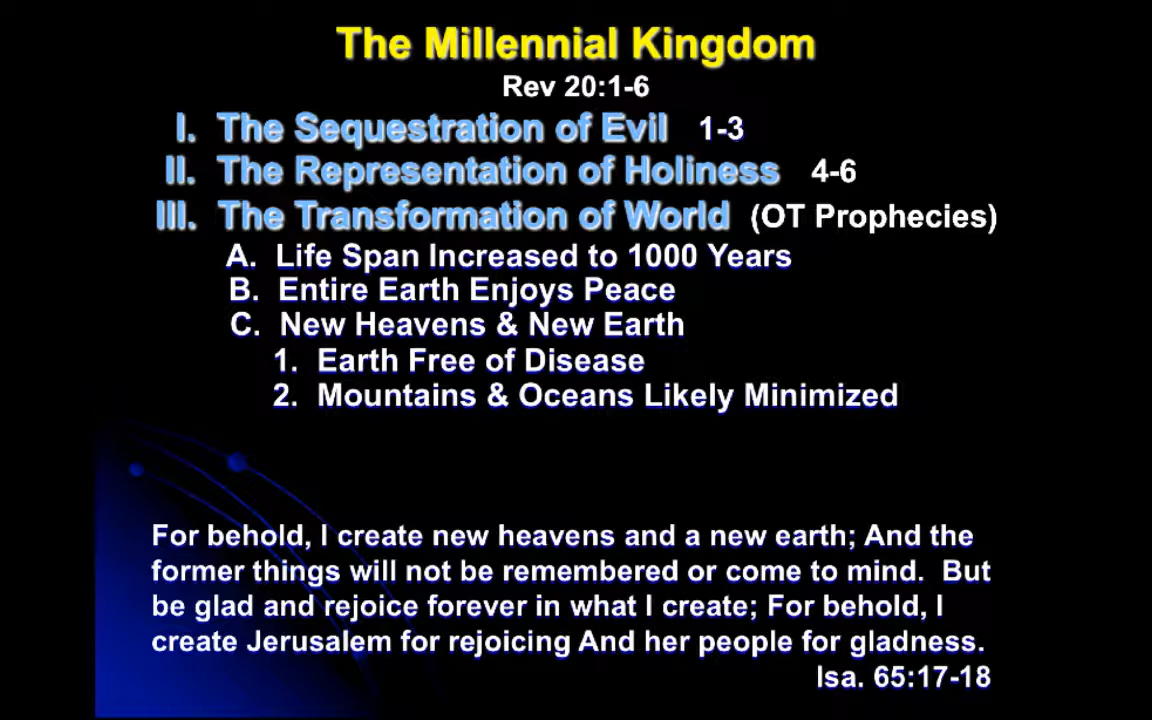 The Millennial Kingdom
Rev 20:1-6
I. The Sequestration of Evil 1-3
II. The Representation of Holiness 4-6
III. The Transformation of World (OT Prophecies)
A. Life Span Increased to 1000 Years
B. Entire Earth Enjoys Peace
C. New Heavens & New Earth
1. Earth Free of Disease
2. Mountains & Oceans Likely Minimized
For behold, I create new heavens and a new earth; And the
former things will not be remembered or come to mind. But
be glad and rejoice forever in what I create; For behold, I
create Jerusalem for rejoicing And her people for gladness.
Isa. 65:17-18